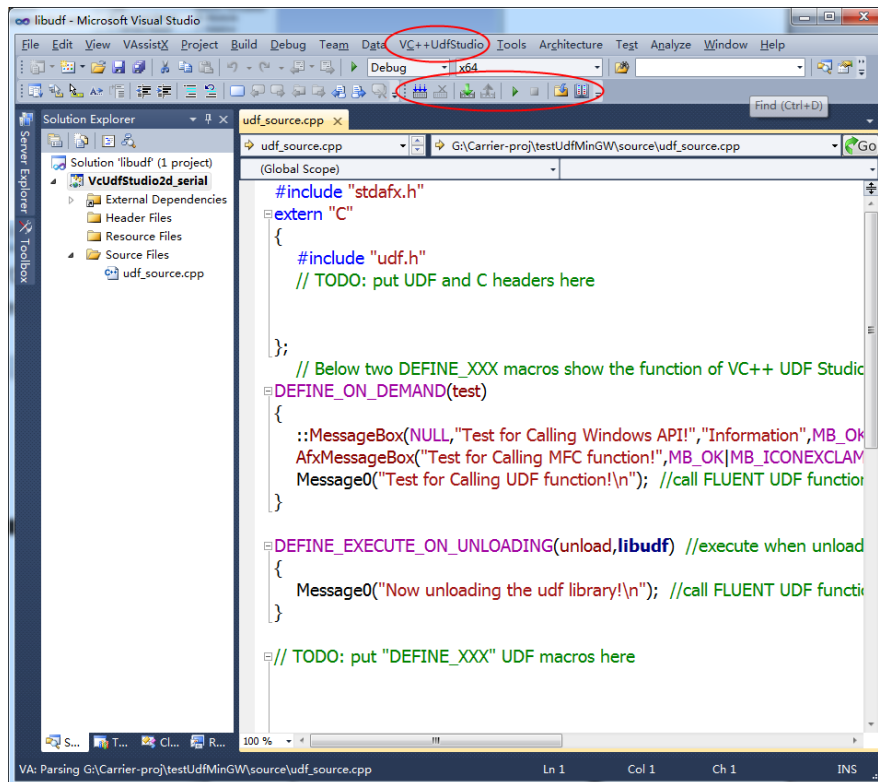 libudf - Microsoft Visual Studio
File Edit View VAssistX Project Build Debug Team Data VC++UdfStudio Tools Architecture Test Analyze Window Help
Debug x64
Find (Ctrl+D)
Solution Explorer
udf_source.cpp
udf_source.cpp G:\Carrier-proj\testUdfMinGW\source\udf_source.cpp Go
(Global Scope)
Server Explorer
Toolbox
Solution 'libudf' (1 project)
VcUdfStudio2d_serial
External Dependencies
Header Files
Resource Files
Source Files
udf_source.cpp
#include "stdafx.h"
extern "C"
{
#include "udf.h"
// TODO: put UDF and C headers here
};
// Below two DEFINE_XXX macros show the function of VC++ UDF Studic
DEFINE_ON_DEMAND(test)
{
::MessageBox(NULL,"Test for Calling Windows API!","Information",MB_OK
AfxMessageBox("Test for Calling MFC function!",MB_OK|MB_ICONEXCLAM
Message0("Test for Calling UDF function!\n"); //call FLUENT UDF function
}
DEFINE_EXECUTE_ON_UNLOADING(unload,libudf) //execute when unload
{
Message0("Now unloading the udf library!\n"); //call FLUENT UDF functi
}
// TODO: put "DEFINE_XXX" UDF macros here
S... T... Cl... R...
100 %
VA: Parsing G:\Carrier-proj\testUdfMinGW\source\udf_source.cpp Ln 1 Col 1 Ch 1 INS